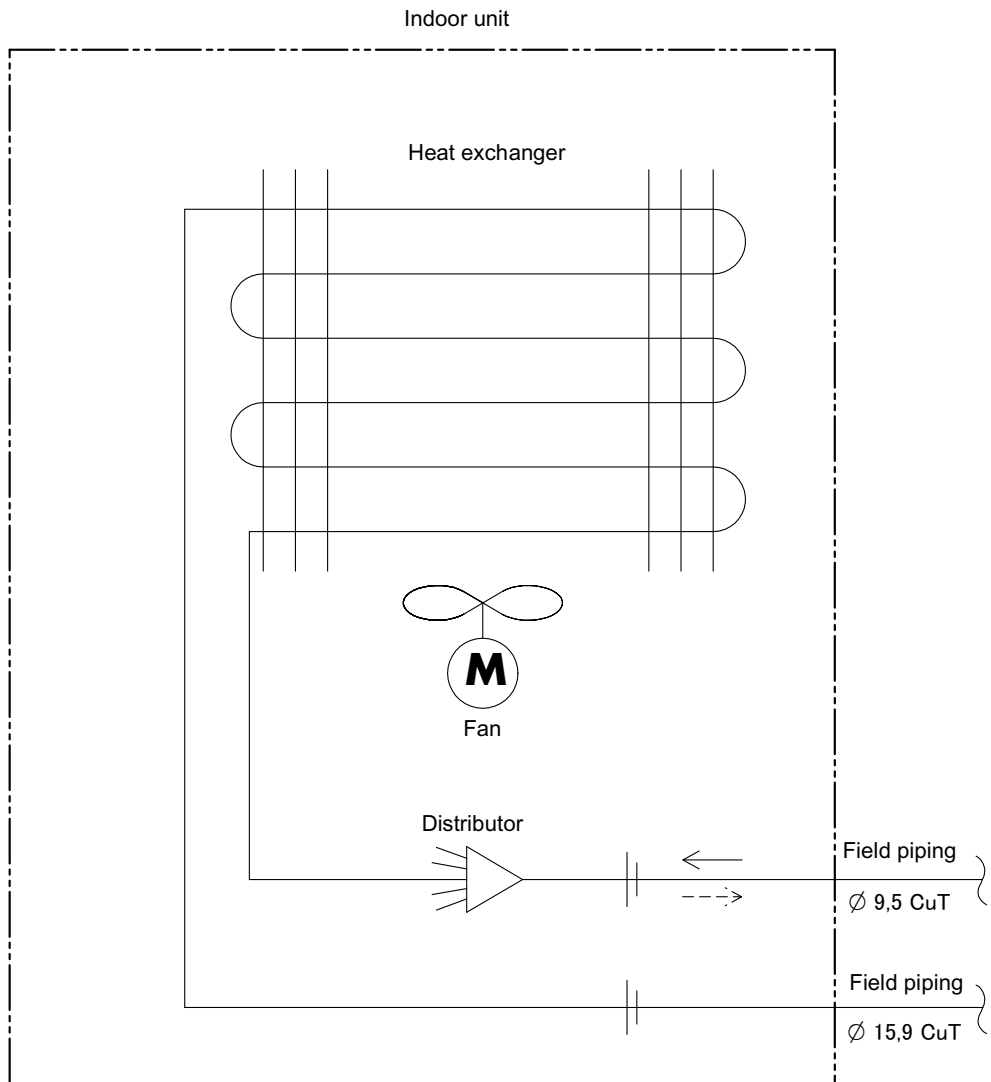 Indoor unit
Heat exchanger
M
Fan
Distributor
Field piping
∅ 9,5 CuT
Field piping
∅ 15,9 CuT